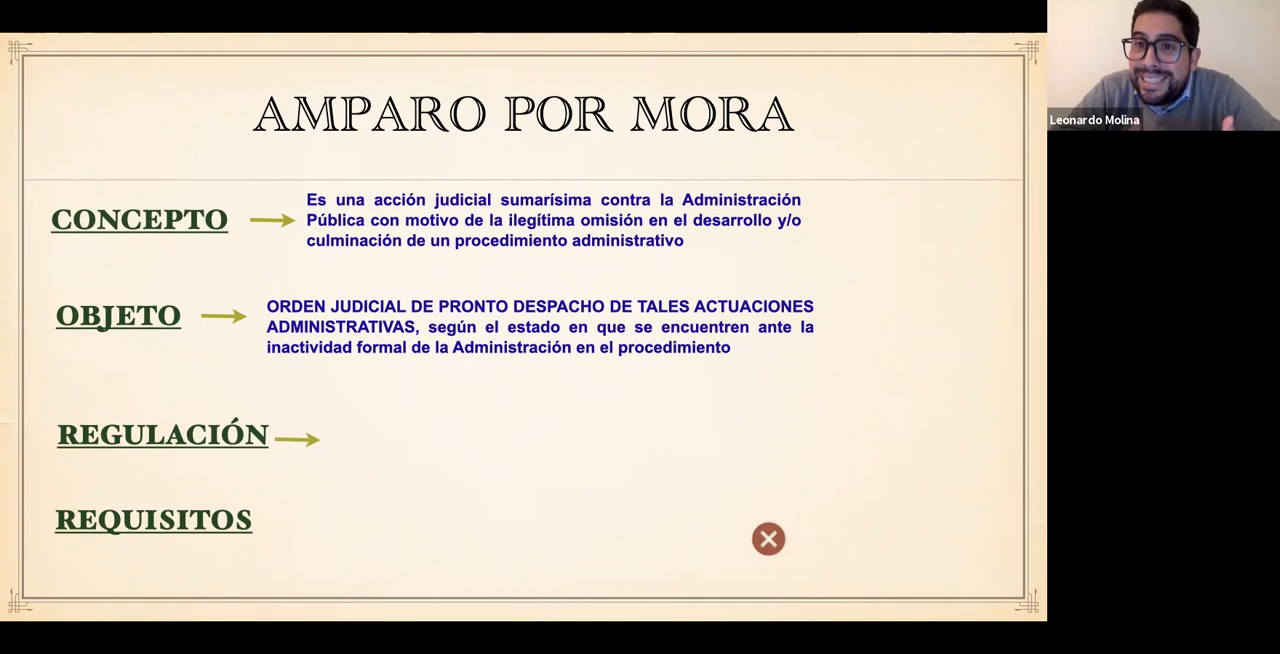 AMPARO POR MORA
CONCEPTO
Es una acción judicial sumarísima contra la Administración
Pública con motivo de la ilegítima omisión en el desarrollo y/o
culminación de un procedimiento administrativo
OBJETO
ORDEN JUDICIAL DE PRONTO DESPACHO DE TALES ACTUACIONES
ADMINISTRATIVAS, según el estado en que se encuentren ante la
inactividad formal de la Administración en el procedimiento
REGULACIÓN
REQUISITOS
Leonardo Molina